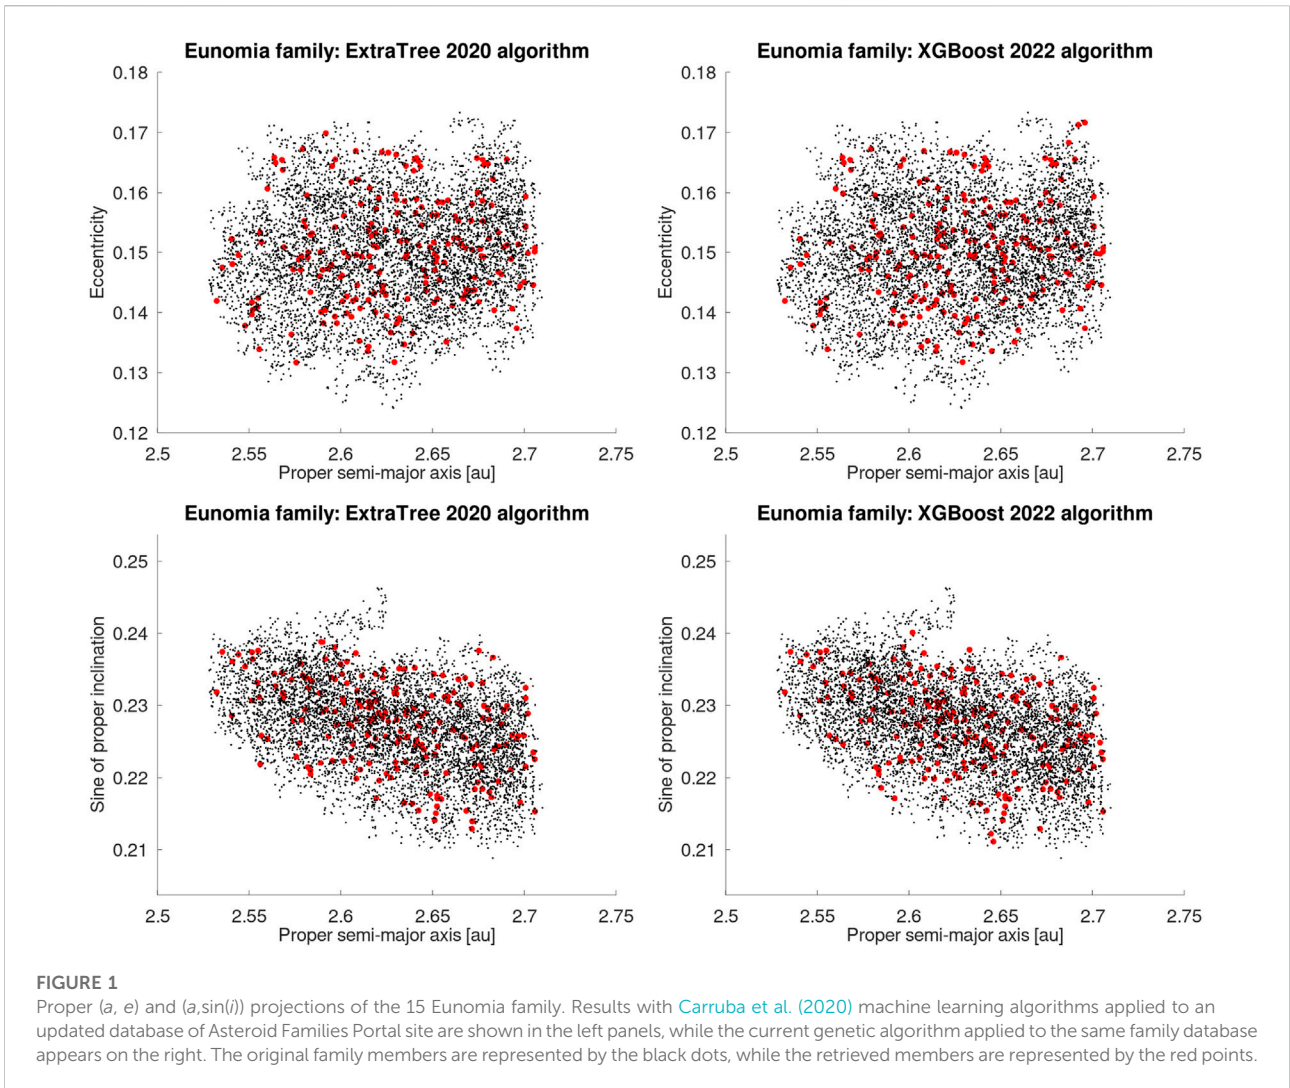 Eunomia family: ExtraTree 2020 algorithm
0.18
0.17
0.16
0.15
0.14
0.13
0.12
Eccentricity
2.5 2.55 2.6 2.65 2.7 2.75
Proper semi-major axis [au]
Eunomia family: XGBoost 2022 algorithm
0.18
0.17
0.16
0.15
0.14
0.13
0.12
Eccentricity
2.5 2.55 2.6 2.65 2.7 2.75
Proper semi-major axis [au]
Eunomia family: ExtraTree 2020 algorithm
0.25
0.24
0.23
0.22
0.21
Sine of proper inclination
2.5 2.55 2.6 2.65 2.7 2.75
Proper semi-major axis [au]
Eunomia family: XGBoost 2022 algorithm
0.25
0.24
0.23
0.22
0.21
Sine of proper inclination
2.5 2.55 2.6 2.65 2.7 2.75
Proper semi-major axis [au]
FIGURE 1
Proper (a, e) and (a,sin(i)) projections of the 15 Eunomia family. Results with Carruba et al. (2020) machine learning algorithms applied to an
updated database of Asteroid Families Portal site are shown in the left panels, while the current genetic algorithm applied to the same family database
appears on the right. The original family members are represented by the black dots, while the retrieved members are represented by the red points.